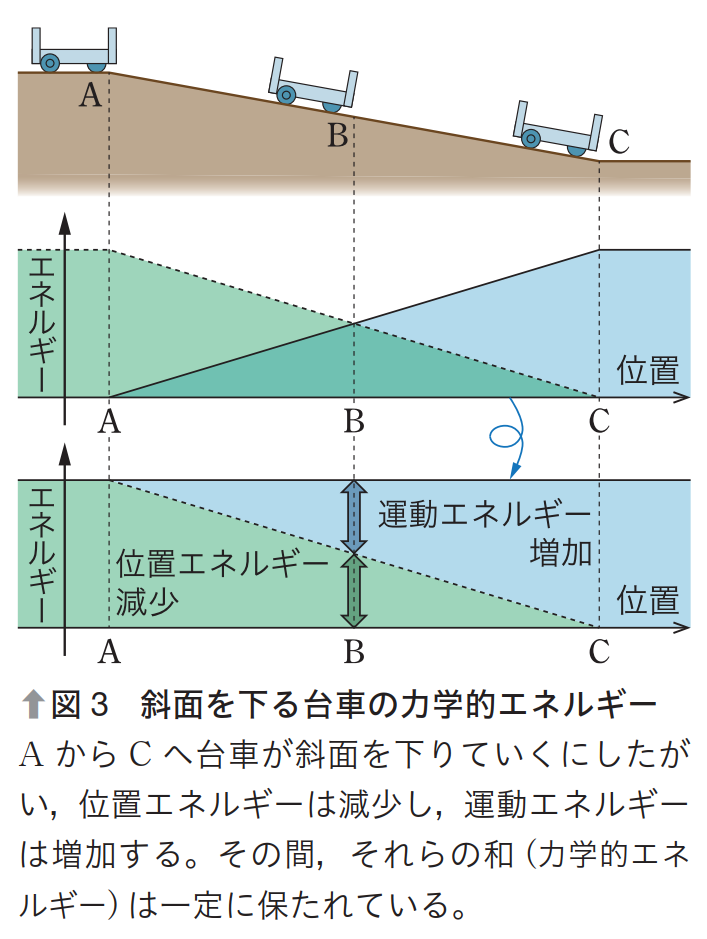 A
B
C
エネルギー
位置
A
B
C
エネルギー
運動エネルギー
増加
位置エネルギー
減少
位置
A
B
C
⬆図3 斜面を下る台車の力学的エネルギー
AからCへ台車が斜面を下りていくにしたが
い，位置エネルギーは減少し，運動エネルギー
は増加する。その間，それらの和（力学的エネ
ルギー）は一定に保たれている。